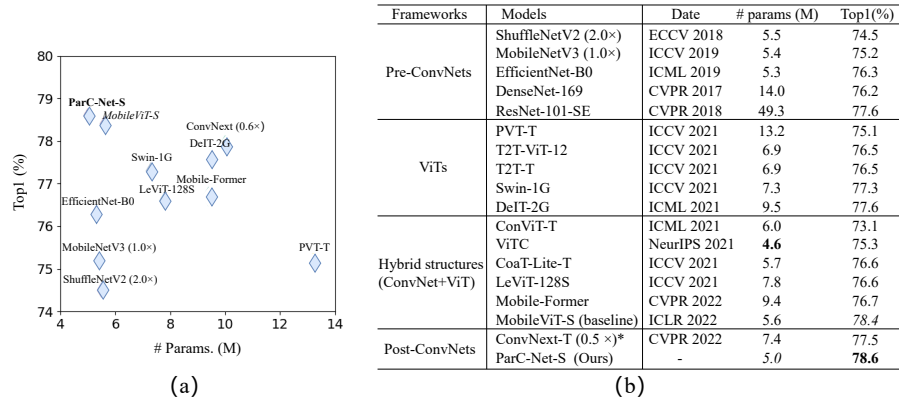 80
79
78
77
76
75
74
4 6 8 10 12 14
Top1 (%)
# Params. (M)
ParC-Net-S
MobileViT-S
ConvNext (0.6×)
DeIT-2G
Swin-1G
Mobile-Former
LeViT-128S
EfficientNet-B0
MobileNetV3 (1.0×)
PVT-T
ShuffleNetV2 (2.0×)
(a)
Frameworks Models Date # params (M) Top1(%)
Pre-ConvNets
ShuffleNetV2 (2.0×) ECCV 2018 5.5 74.5
MobileNetV3 (1.0×) ICCV 2019 5.4 75.2
EfficientNet-B0 ICML 2019 5.3 76.3
DenseNet-169 CVPR 2017 14.0 76.2
ResNet-101-SE CVPR 2018 49.3 77.6
ViTs
PVT-T ICCV 2021 13.2 75.1
T2T-ViT-12 ICCV 2021 6.9 76.5
T2T-T ICCV 2021 6.9 76.5
Swin-1G ICCV 2021 7.3 77.3
DeIT-2G ICML 2021 9.5 77.6
Hybrid structures
(ConvNet+ViT)
ConViT-T ICML 2021 6.0 73.1
ViTC NeurIPS 2021 4.6 75.3
CoaT-Lite-T ICCV 2021 5.7 76.6
LeViT-128S ICCV 2021 7.8 76.6
Mobile-Former CVPR 2022 9.4 76.7
MobileViT-S (baseline) ICLR 2022 5.6 78.4
Post-ConvNets
ConvNext-T (0.5 ×)* CVPR 2022 7.4 77.5
ParC-Net-S (Ours) - 5.0 78.6
(b)